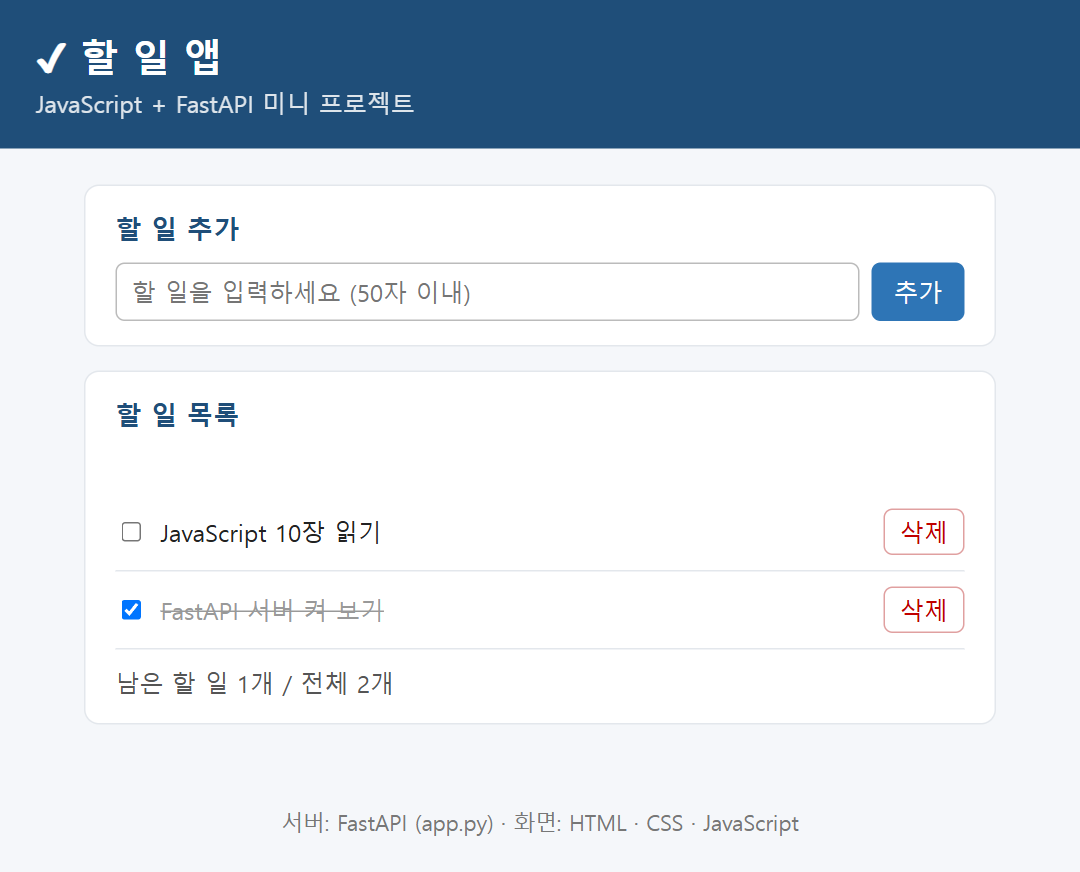 ✔ 할 일 앱
JavaScript + FastAPI 미니 프로젝트
할 일 추가
할 일을 입력하세요 (50자 이내)
추가
할 일 목록
JavaScript 10장 읽기
삭제
FastAPI 서버 켜 보기
삭제
남은 할 일 1개 / 전체 2개
서버: FastAPI (app.py) · 화면: HTML · CSS · JavaScript